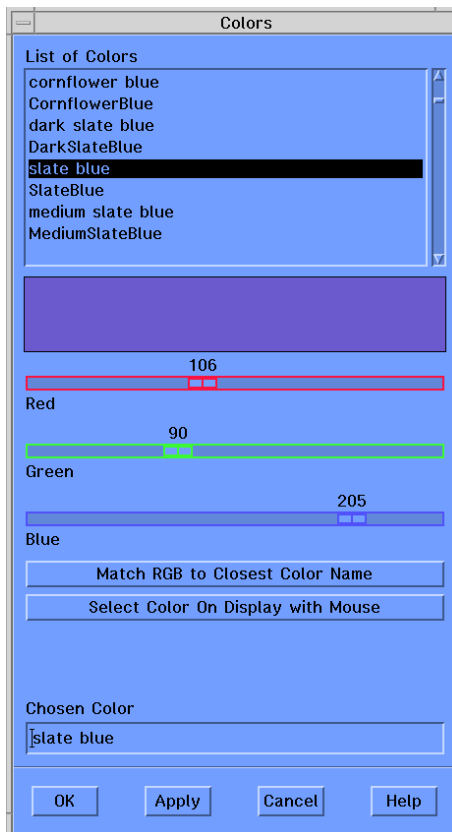 Colors
List of Colors
cornflower blue
CornflowerBlue
dark slate blue
DarkSlateBlue
slate blue
SlateBlue
medium slate blue
MediumSlateBlue
106
Red
90
Green
205
Blue
Match RGB to Closest Color Name
Select Color On Display with Mouse
Chosen Color
slate blue
OK Apply Cancel Help